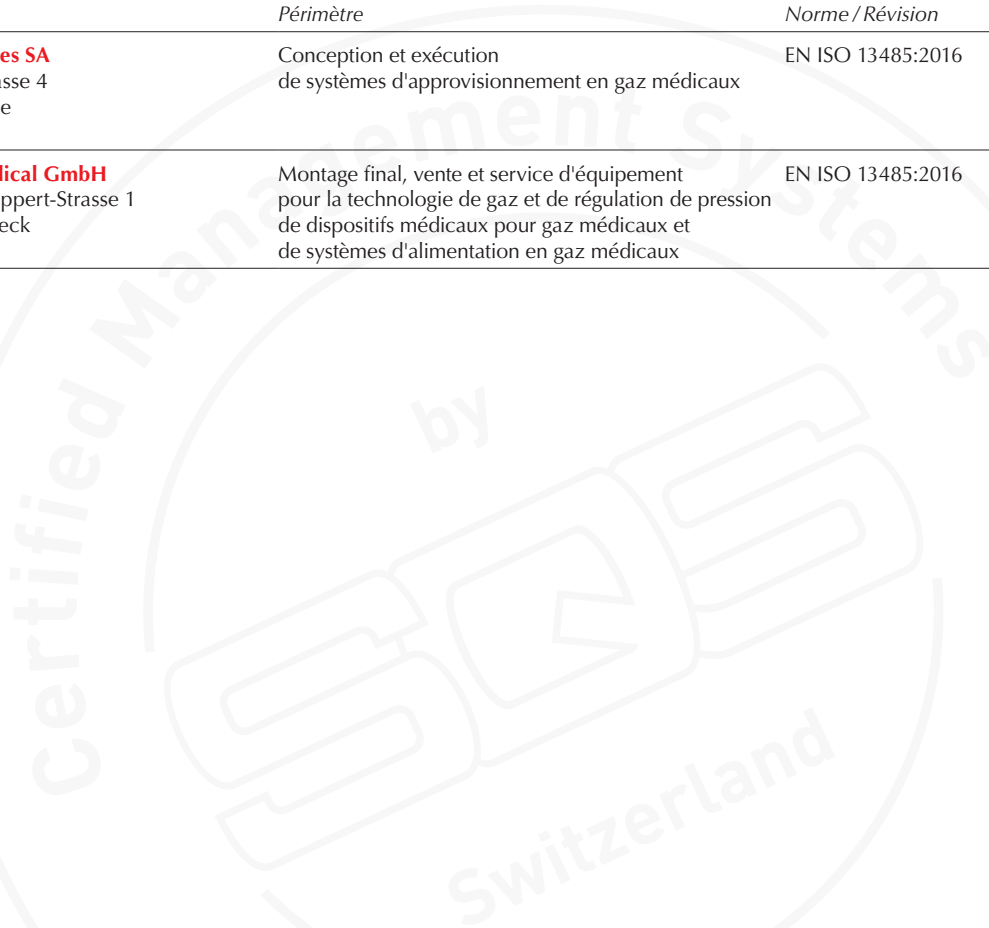 Périmètre Norme / Révision
es SA Conception et exécution EN ISO 13485:2016
asse 4 de systèmes d'approvisionnement en gaz médicaux
e
dical GmbH Montage final, vente et service d'équipement EN ISO 13485:2016
ppert-Strasse 1 pour la technologie de gaz et de régulation de pression
eck de dispositifs médicaux pour gaz médicaux et
de systèmes d'alimentation en gaz médicaux
Certified Management Systems
by
SQS
Switzerland